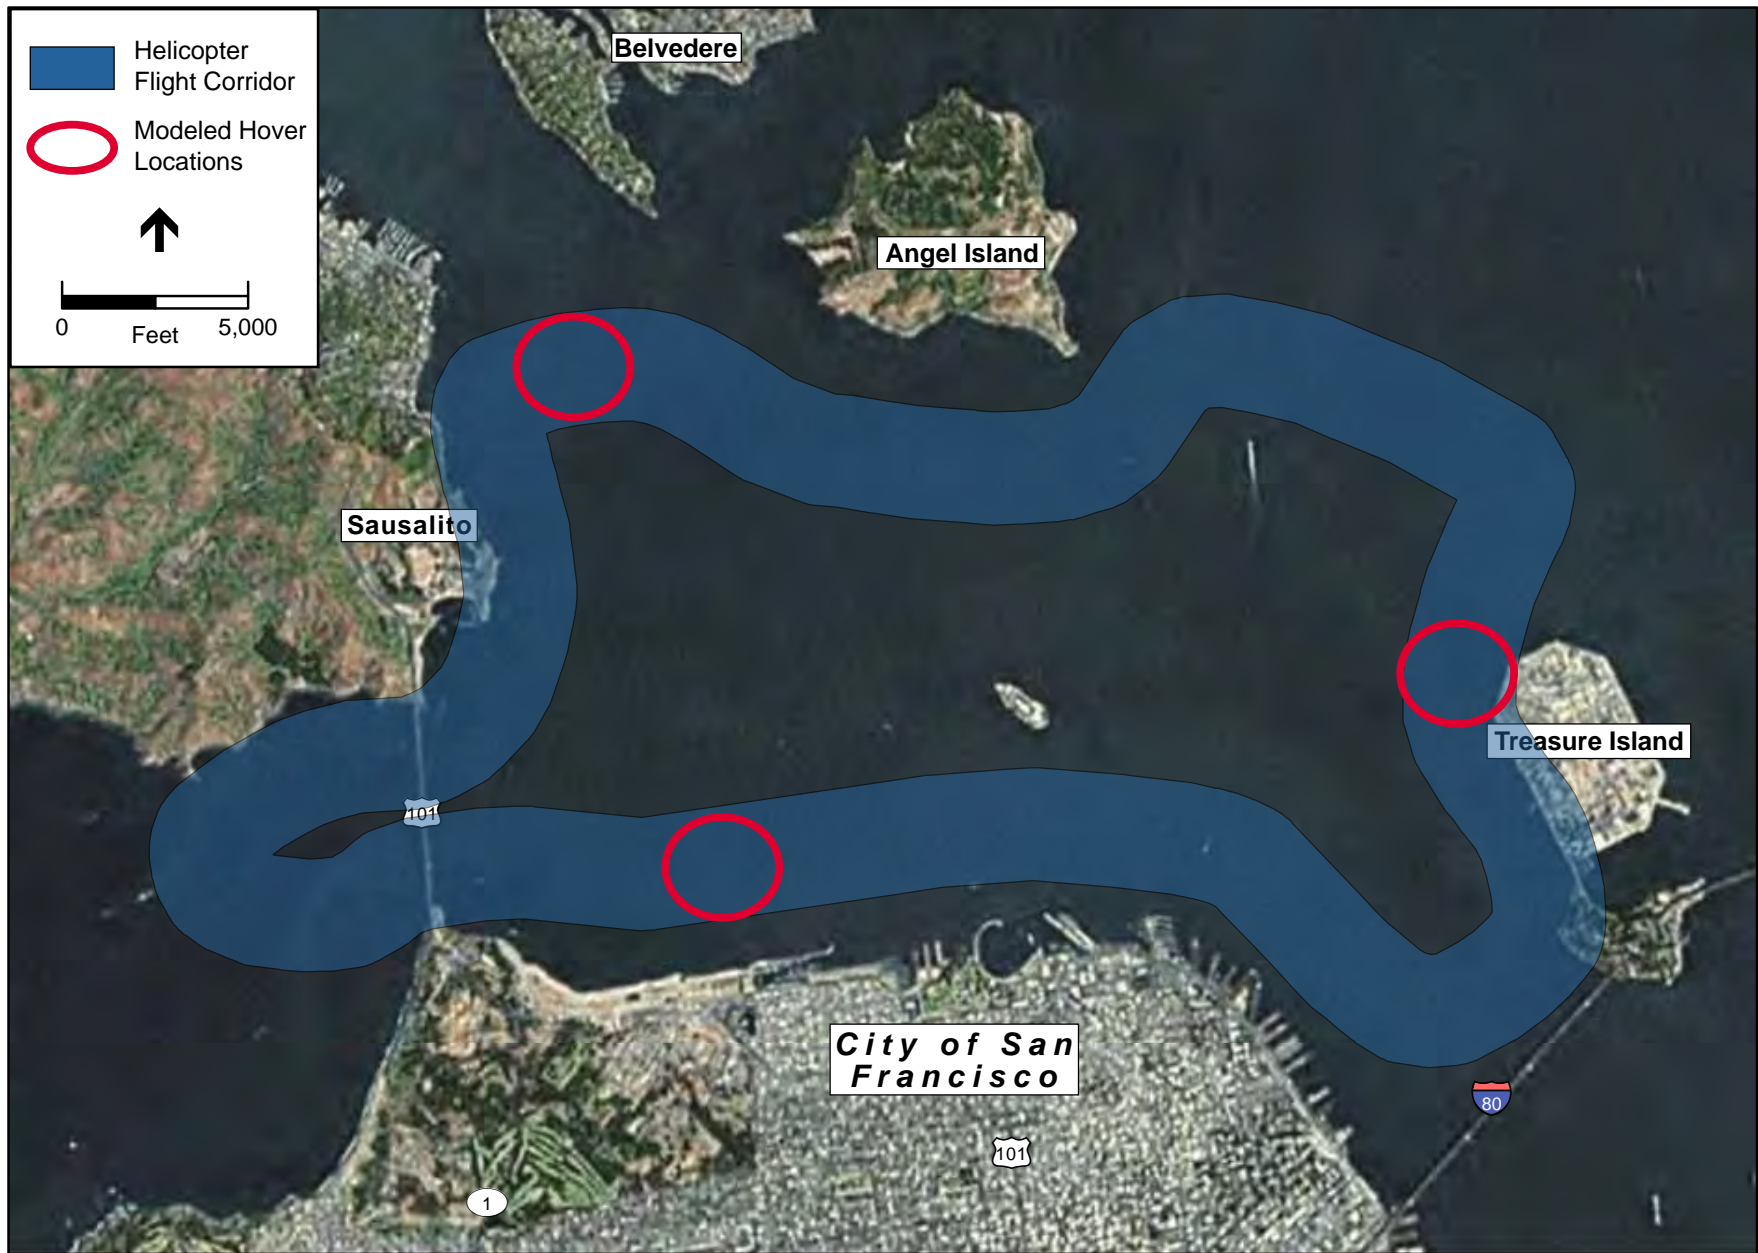 Helicopter
Flight Corridor
Modeled Hover
Locations
0
5,000
Feet
Belvedere
Angel Island
Sausalito
Treasure Island
101
City of San
Francisco
80
101
1